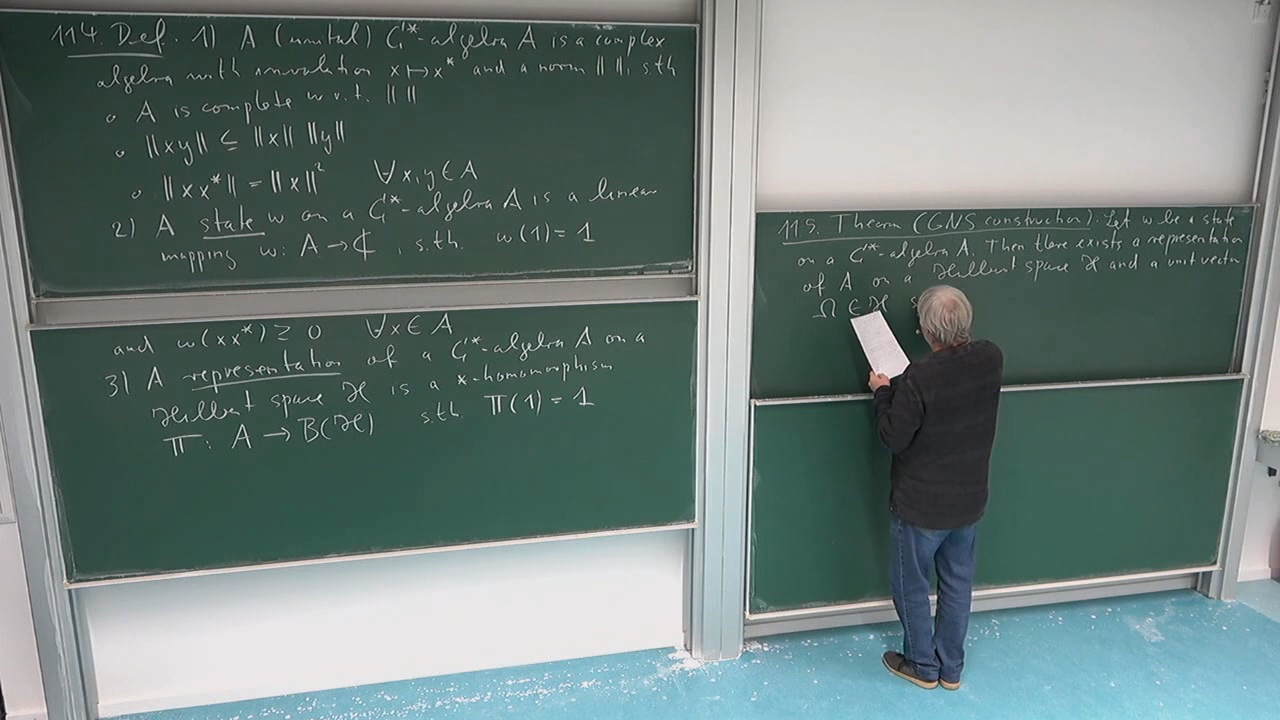 114. Def. 1) A (unital) C*-algebra A is a complex
algebra with involution x ↦ x* and a norm ‖ ‖, s.th
∘ A is complete w.r.t. ‖ ‖
∘ ‖xy‖ ≤ ‖x‖ ‖y‖
∘ ‖xx*‖ = ‖x‖² ∀x,y ∈ A
2) A state ω on a C*-algebra A is a linear
mapping ω: A → ℂ, s.th. ω(1) = 1
and ω(xx*) ≥ 0 ∀x ∈ A
3) A representation of a C*-algebra A on a
Hilbert space ℋ is a *-homomorphism
π: A → B(ℋ) s.th π(1) = 1
115. Theorem (GNS construction). Let ω be a state
on a C*-algebra A. Then there exists a representation
of A on a Hilbert space ℋ and a unit vector
Ω ∈ ℋ s